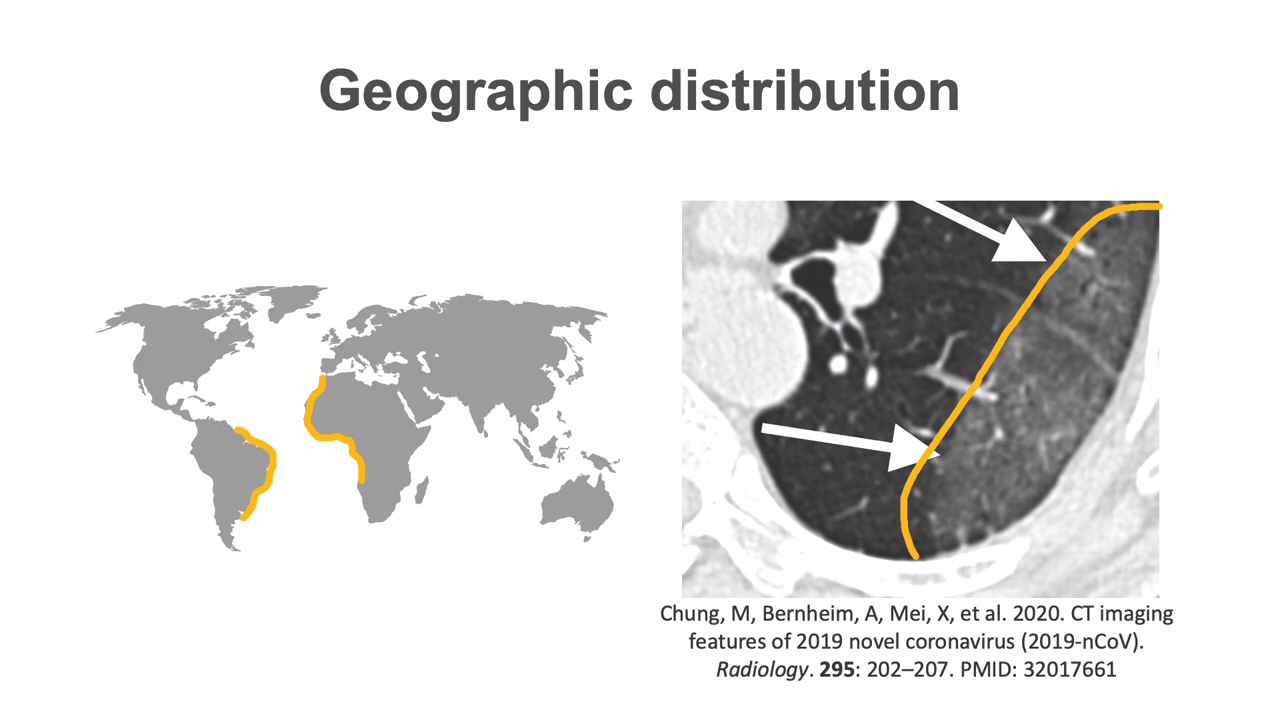 Geographic distribution
Chung, M, Bernheim, A, Mei, X, et al. 2020. CT imaging
features of 2019 novel coronavirus (2019-nCoV).
Radiology. 295: 202–207. PMID: 32017661